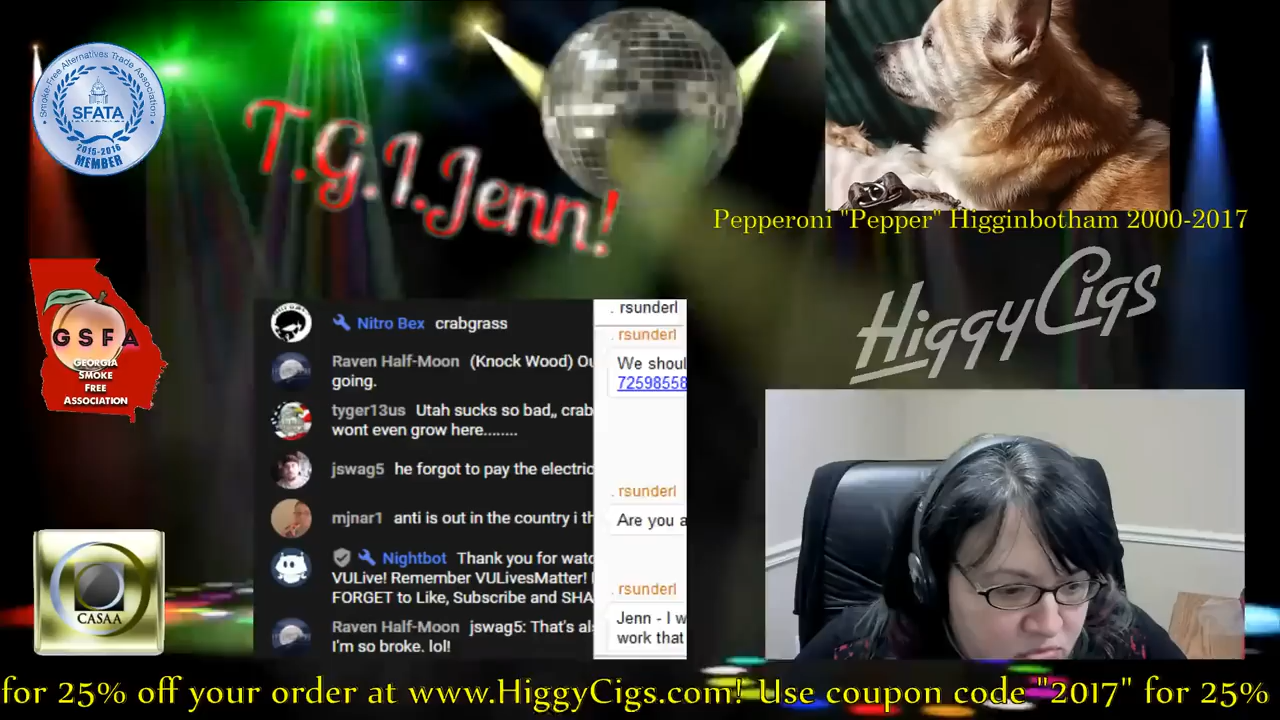 Smoke-Free Alternatives Trade Association
SFATA
2015-2016
MEMBER
T.G.I.Jenn!
Pepperoni "Pepper" Higginbotham 2000-2017
HiggyCigs
GSFA
GEORGIA
SMOKE
FREE
ASSOCIATION
CASAA
Nitro Bex crabgrass
Raven Half-Moon (Knock Wood)
going.
tyger13us Utah sucks so bad,, crab
wont even grow here........
jswag5 he forgot to pay the electric
mjnar1 anti is out in the country i th
Nightbot Thank you for watc
VULive! Remember VULivesMatter!
FORGET to Like, Subscribe and SHA
Raven Half-Moon jswag5: That's als
I'm so broke. lol!
. rsunderl
. rsunderl
We shoul
72598558
. rsunderl
Are you a
. rsunderl
Jenn - I w
work that
for 25% off your order at www.HiggyCigs.com! Use coupon code "2017" for 25%